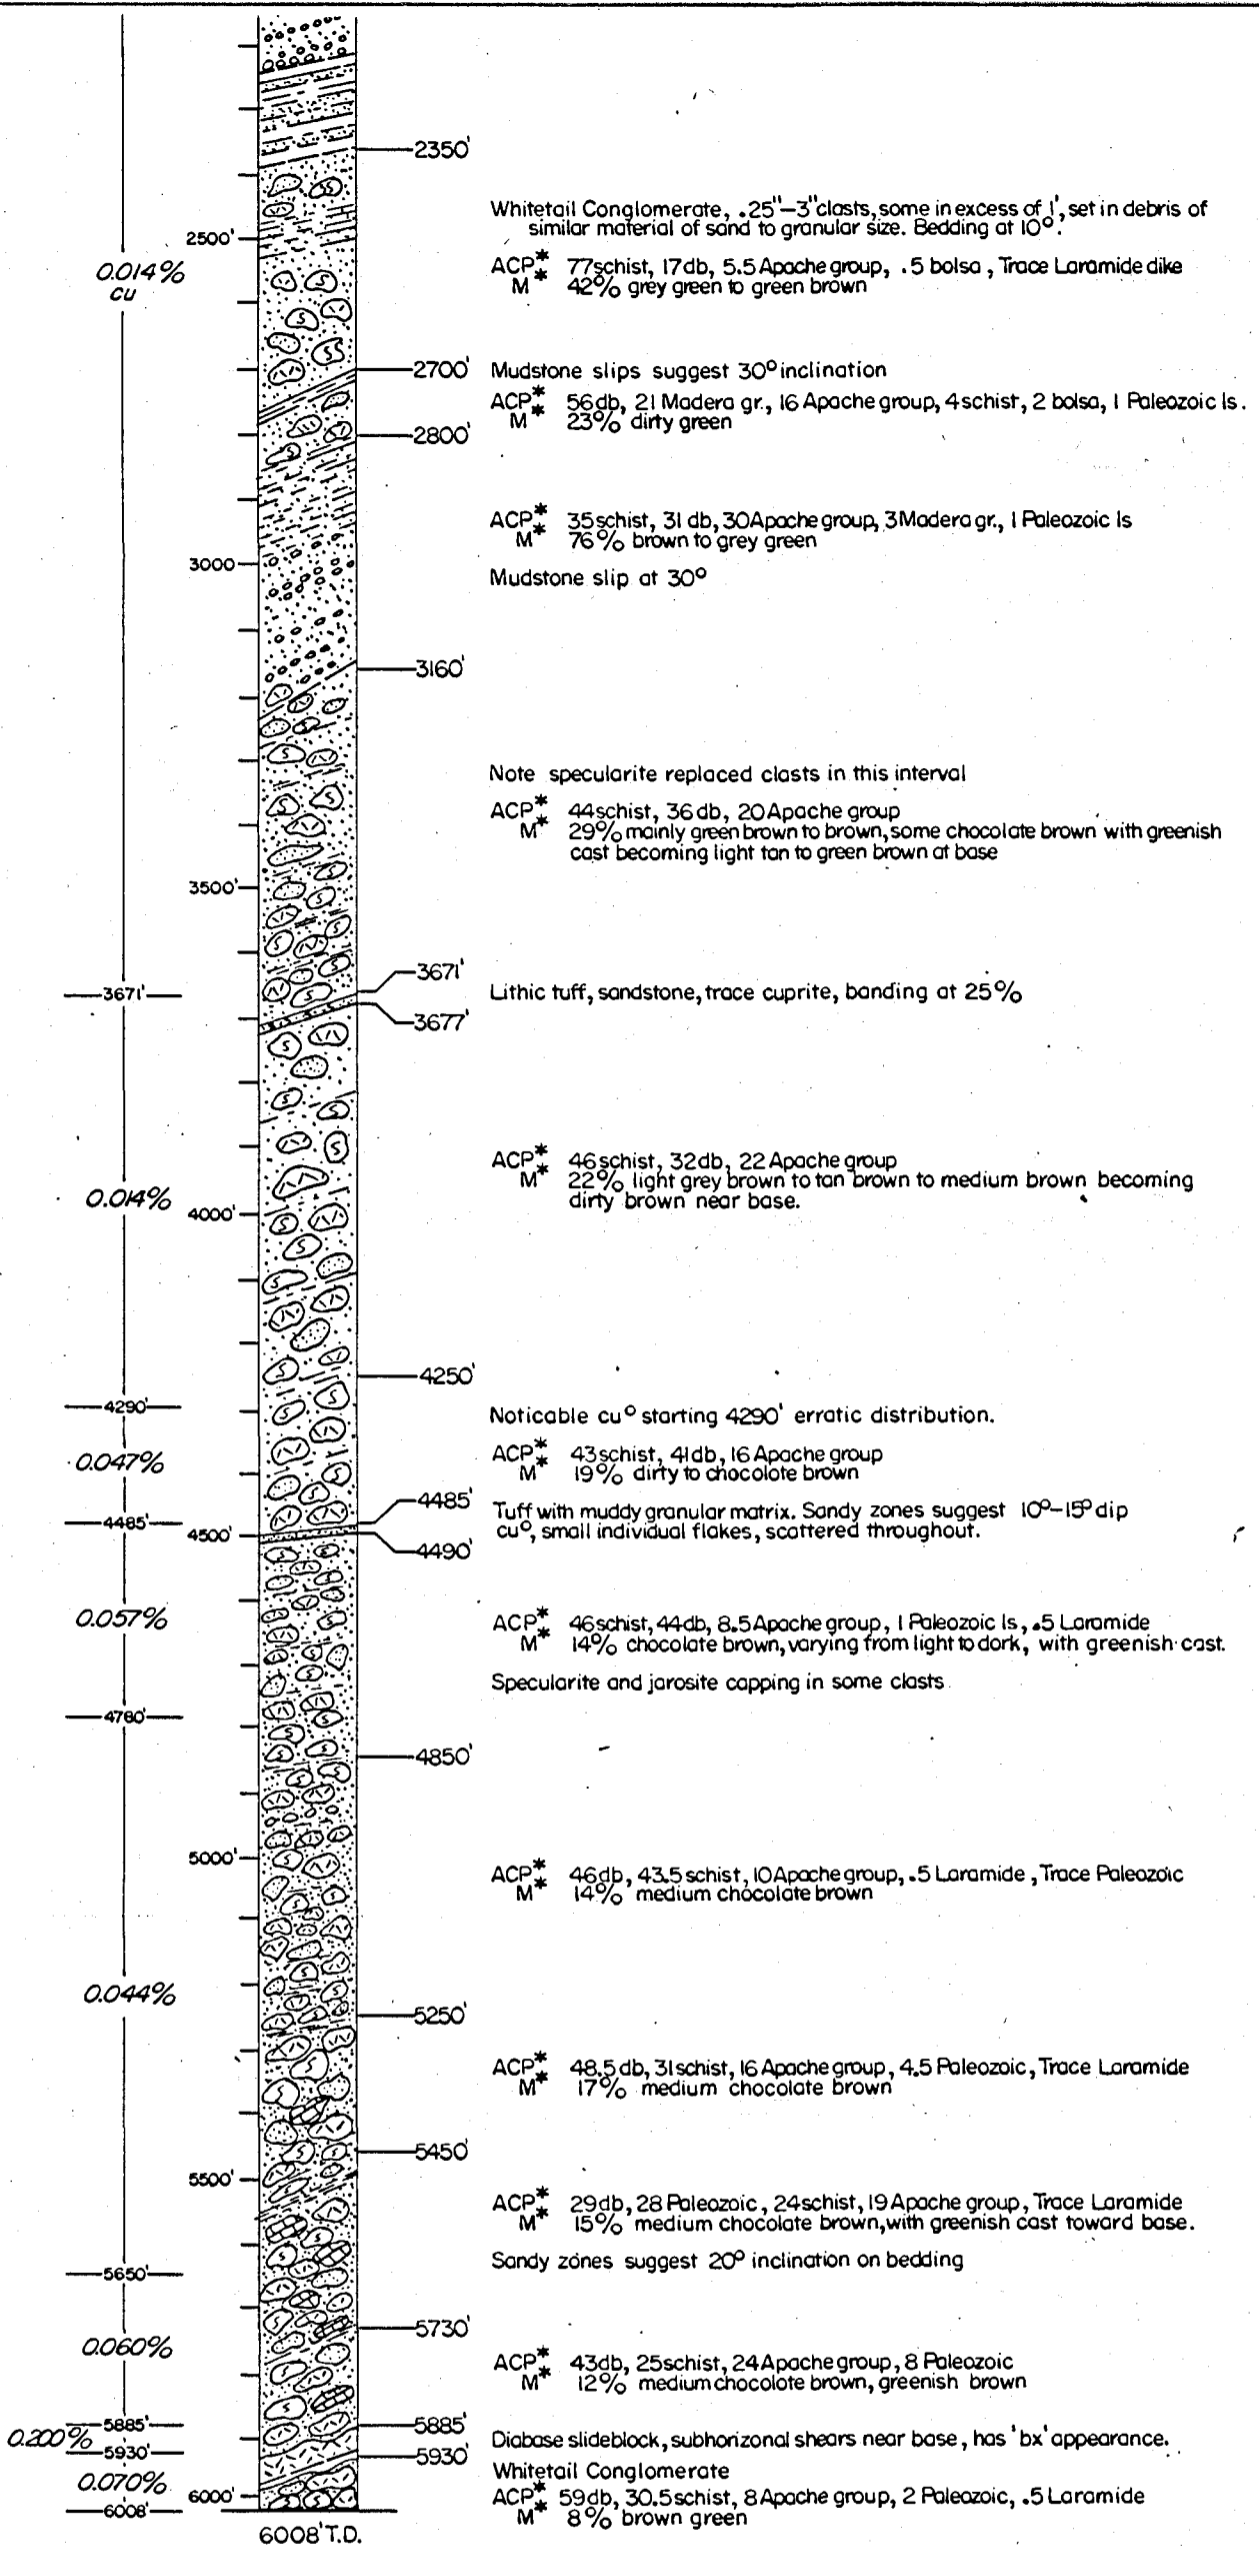 2350'
Whitetail Conglomerate, .25"–3" clasts, some in excess of 1', set in debris of
similar material of sand to granular size. Bedding at 10°.
2500'
0.014%
cu
ACP* 77schist, 17db, 5.5 Apache group, .5 bolsa, Trace Laramide dike
M* 42% grey green to green brown
2700' Mudstone slips suggest 30° inclination
ACP* 56db, 21 Madera gr., 16 Apache group, 4schist, 2 bolsa, 1 Paleozoic ls.
M* 23% dirty green
2800'
ACP* 35schist, 31 db, 30Apache group, 3Madera gr., 1 Paleozoic ls
M* 76% brown to grey green
3000'
Mudstone slip at 30°
3160'
Note specularite replaced clasts in this interval
ACP* 44schist, 36db, 20Apache group
M* 29% mainly green brown to brown, some chocolate brown with greenish
cast becoming light tan to green brown at base
3500'
3671'
3671' Lithic tuff, sandstone, trace cuprite, banding at 25%
3677'
ACP* 46schist, 32db, 22 Apache group
M* 22% light grey brown to tan brown to medium brown becoming
dirty brown near base.
0.014%
4000'
4250'
4290' Noticable cu° starting 4290' erratic distribution.
0.047%
ACP* 43schist, 41db, 16 Apache group
M* 19% dirty to chocolate brown
4485'
4485'
Tuff with muddy granular matrix. Sandy zones suggest 10°–15° dip
4500' cu°, small individual flakes, scattered throughout.
4490'
0.057%
ACP* 46schist, 44db, 8.5Apache group, 1 Paleozoic ls, .5 Laramide
M* 14% chocolate brown, varying from light to dark, with greenish cast.
Specularite and jarosite capping in some clasts
4780'
4850'
5000'
ACP* 46db, 43.5 schist, 10Apache group, .5 Laramide, Trace Paleozoic
M* 14% medium chocolate brown
0.044%
5250'
ACP* 48.5 db, 31schist, 16 Apache group, 4.5 Paleozoic, Trace Laramide
M* 17% medium chocolate brown
5450'
5500'
ACP* 29db, 28 Paleozoic, 24schist, 19Apache group, Trace Laramide
M* 15% medium chocolate brown, with greenish cast toward base.
Sandy zones suggest 20° inclination on bedding
5650'
5730'
0.060%
ACP* 43db, 25schist, 24Apache group, 8 Paleozoic
M* 12% medium chocolate brown, greenish brown
5885' 5885'
0.200% Diabase slideblock, subhorizonal shears near base, has 'bx' appearance.
5930' 5930'
Whitetail Conglomerate
0.070%
6000' ACP* 59db, 30.5schist, 8Apache group, 2 Paleozoic, .5 Laramide
6008' M* 8% brown green
6008' T.D.